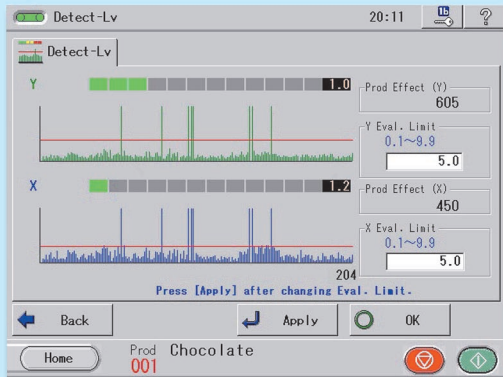 Detect-Lv
20:11
1b
?
Detect-Lv
Y
1.0
Prod Effect (Y)
605
Y Eval. Limit
0.1~9.9
5.0
X
1.2
Prod Effect (X)
450
X Eval. Limit
0.1~9.9
5.0
204
Press [Apply] after changing Eval. Limit.
Back
Apply
OK
Home
Prod
001
Chocolate